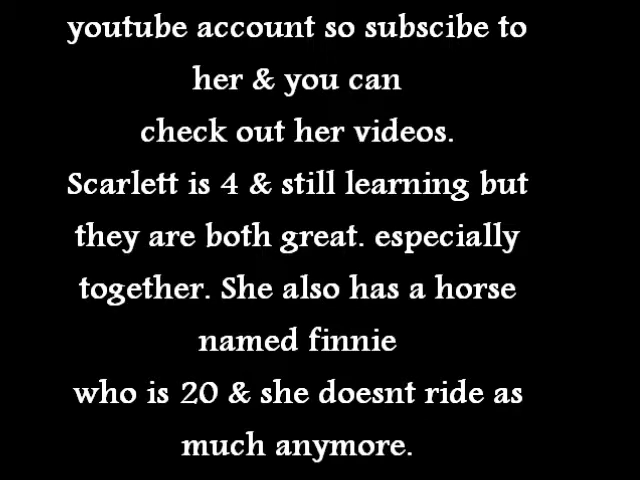 youtube account so subscibe to
her & you can
check out her videos.
Scarlett is 4 & still learning but
they are both great. especially
together. She also has a horse
named finnie
who is 20 & she doesnt ride as
much anymore.